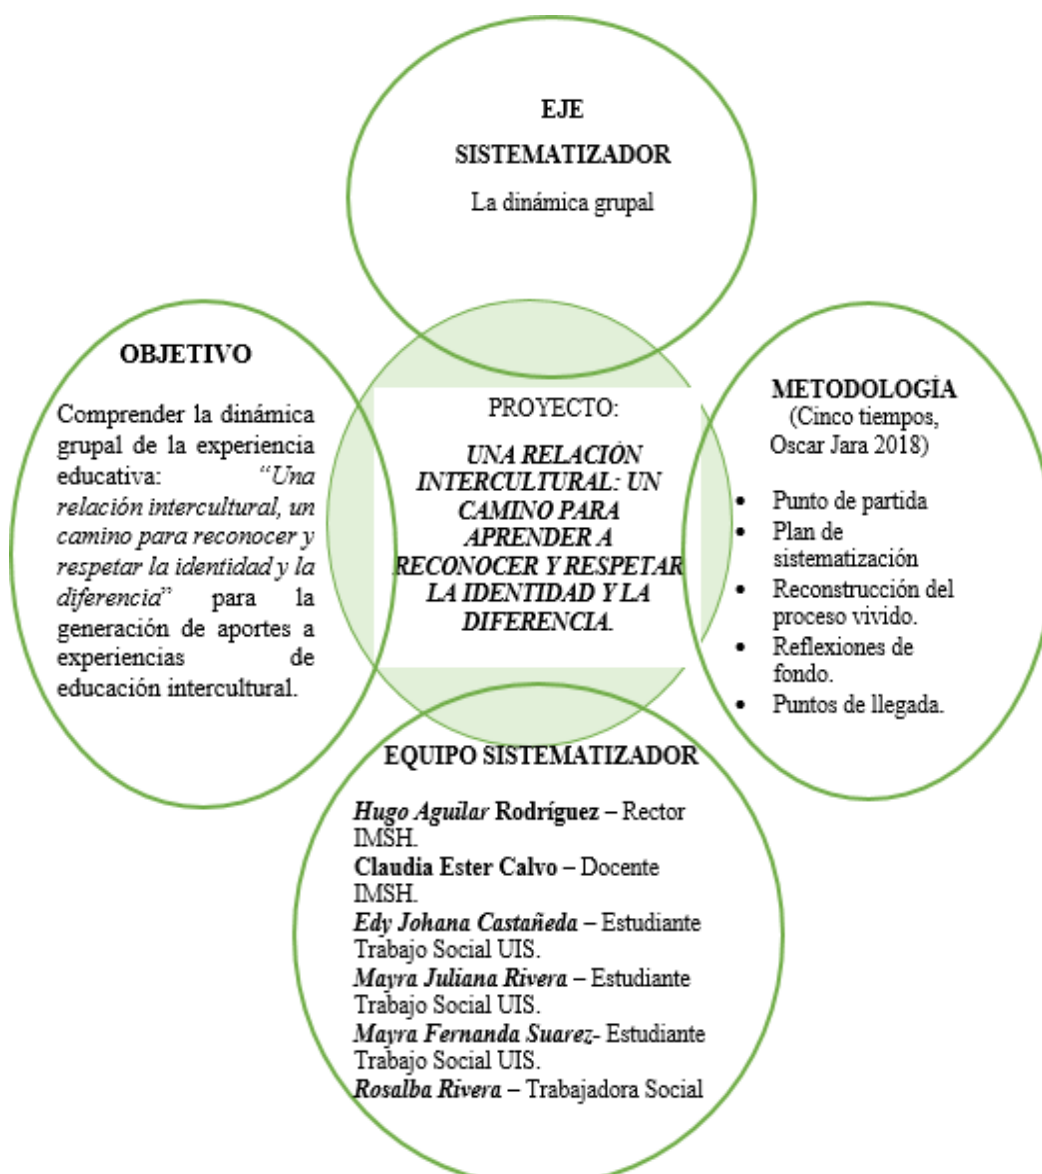 EJE
SISTEMATIZADOR
La dinámica grupal
OBJETIVO
Comprender la dinámica
grupal de la experiencia
educativa: “Una
relación intercultural, un
camino para reconocer y
respetar la identidad y la
diferencia” para la
generación de aportes a
experiencias de
educación intercultural.
PROYECTO:
UNA RELACIÓN
INTERCULTURAL: UN
CAMINO PARA
APRENDER A
RECONOCER Y RESPETAR
LA IDENTIDAD Y LA
DIFERENCIA.
METODOLOGÍA
(Cinco tiempos,
Oscar Jara 2018)
• Punto de partida
• Plan de
sistematización
• Reconstrucción del
proceso vivido.
• Reflexiones de
fondo.
• Puntos de llegada.
EQUIPO SISTEMATIZADOR
Hugo Aguilar Rodríguez – Rector
IMSH.
Claudia Ester Calvo – Docente
IMSH.
Edy Johana Castañeda – Estudiante
Trabajo Social UIS.
Mayra Juliana Rivera – Estudiante
Trabajo Social UIS.
Mayra Fernanda Suarez- Estudiante
Trabajo Social UIS.
Rosalba Rivera – Trabajadora Social